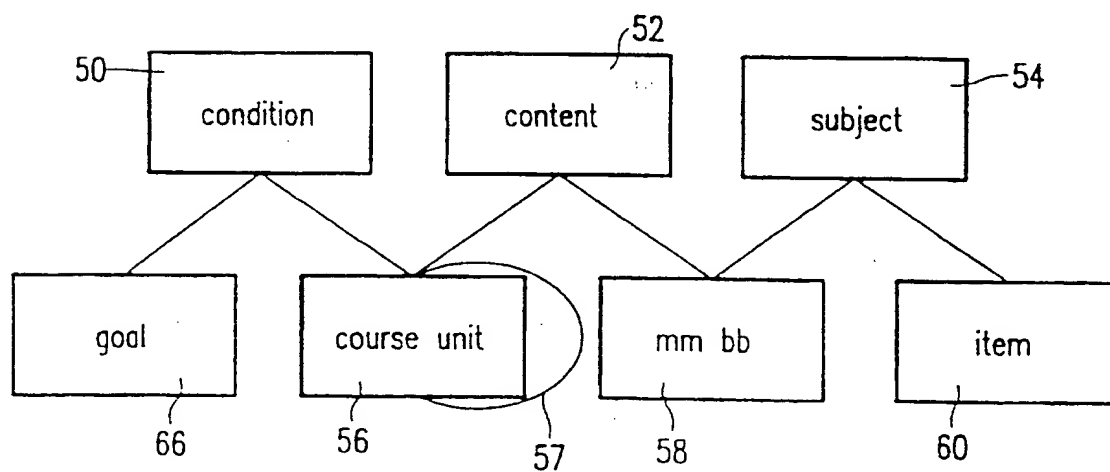 50
condition
52
content
54
subject
goal
course unit
mm bb
item
66
56
57
58
60